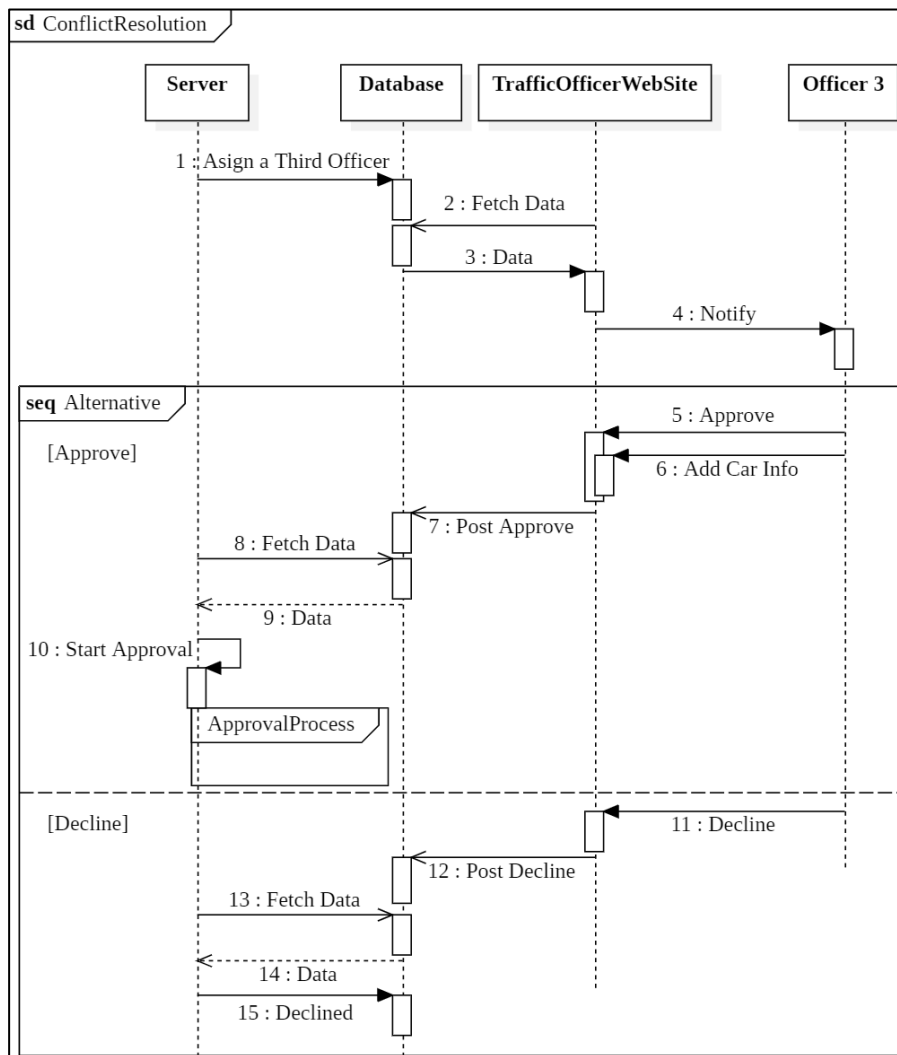 sd ConflictResolution
Server
Database
TrafficOfficerWebSite
Officer 3
1 : Asign a Third Officer
2 : Fetch Data
3 : Data
4 : Notify
seq Alternative
[Approve]
5 : Approve
6 : Add Car Info
7 : Post Approve
8 : Fetch Data
9 : Data
10 : Start Approval
ApprovalProcess
[Decline]
11 : Decline
12 : Post Decline
13 : Fetch Data
14 : Data
15 : Declined